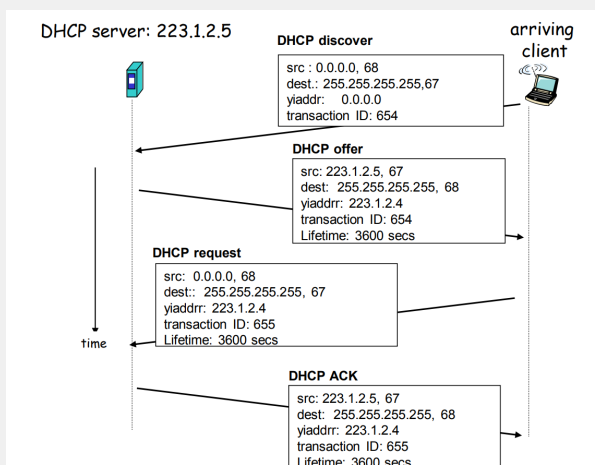 DHCP server: 223.1.2.5
arriving
client
DHCP discover
src : 0.0.0.0, 68
dest.: 255.255.255.255,67
yiaddr: 0.0.0.0
transaction ID: 654
DHCP offer
src: 223.1.2.5, 67
dest: 255.255.255.255, 68
yiaddrr: 223.1.2.4
transaction ID: 654
Lifetime: 3600 secs
DHCP request
src: 0.0.0.0, 68
dest:: 255.255.255.255, 67
yiaddrr: 223.1.2.4
transaction ID: 655
Lifetime: 3600 secs
time
DHCP ACK
src: 223.1.2.5, 67
dest: 255.255.255.255, 68
yiaddrr: 223.1.2.4
transaction ID: 655
Lifetime: 3600 secs